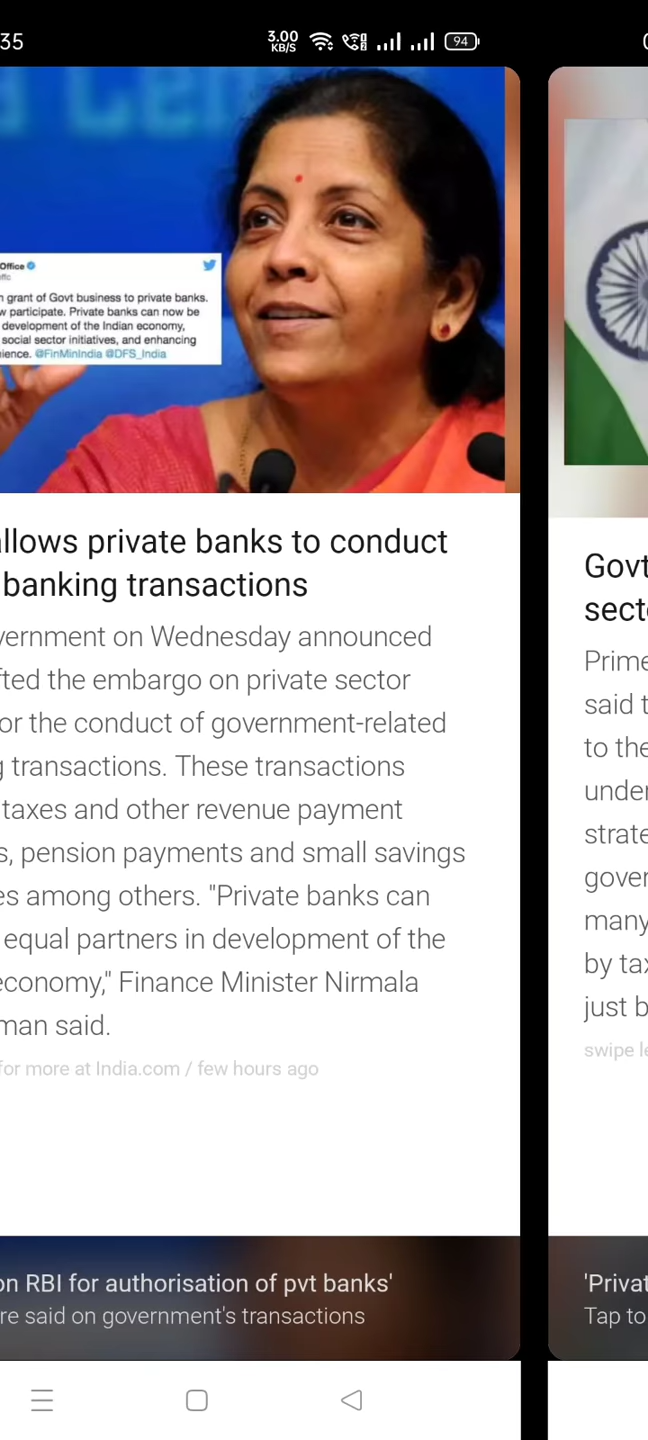 35
3.00
KB/S
94
Office
n grant of Govt business to private banks.
w participate. Private banks can now be
development of the Indian economy,
social sector initiatives, and enhancing
ience. @FinMinIndia @DFS_India
allows private banks to conduct
banking transactions
vernment on Wednesday announced
fted the embargo on private sector
or the conduct of government-related
g transactions. These transactions
taxes and other revenue payment
s, pension payments and small savings
es among others. "Private banks can
equal partners in development of the
economy," Finance Minister Nirmala
man said.
for more at India.com / few hours ago
on RBI for authorisation of pvt banks'
re said on government's transactions
Govt
secto
Prime
said t
to the
under
strate
gover
many
by tax
just b
swipe le
'Privat
Tap to